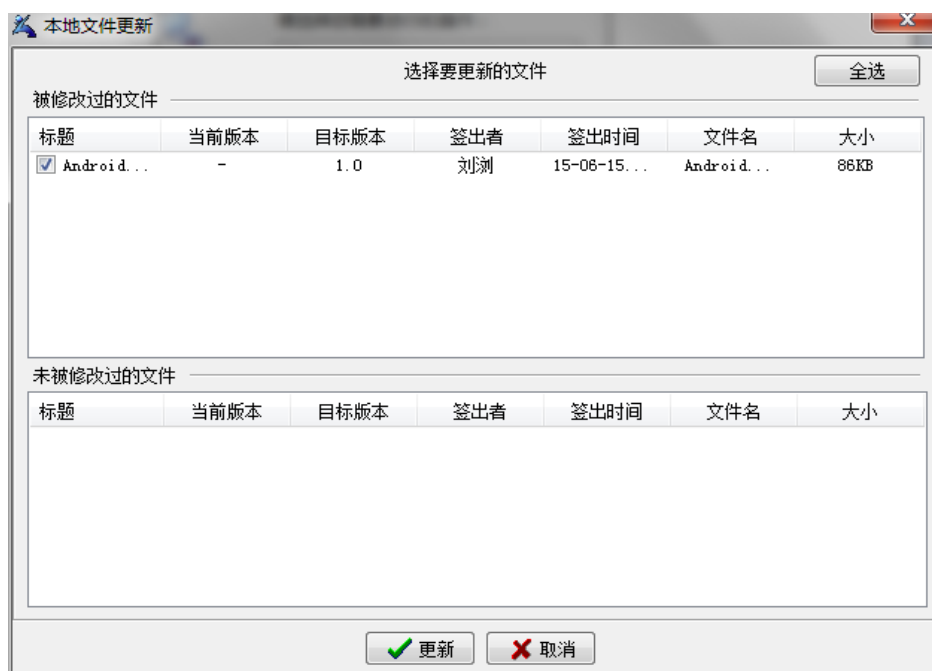 本地文件更新
选择要更新的文件 全选
被修改过的文件
标题 当前版本 目标版本 签出者 签出时间 文件名 大小
Android... - 1.0 刘浏 15-06-15... Android... 86KB
未被修改过的文件
标题 当前版本 目标版本 签出者 签出时间 文件名 大小
更新 取消